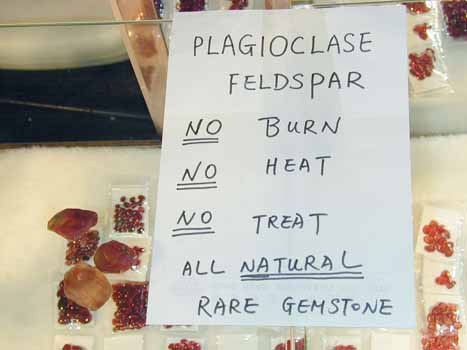 PLAGIOCLASE
FELDSPAR
NO BURN
NO HEAT
NO TREAT
ALL NATURAL
RARE GEMSTONE